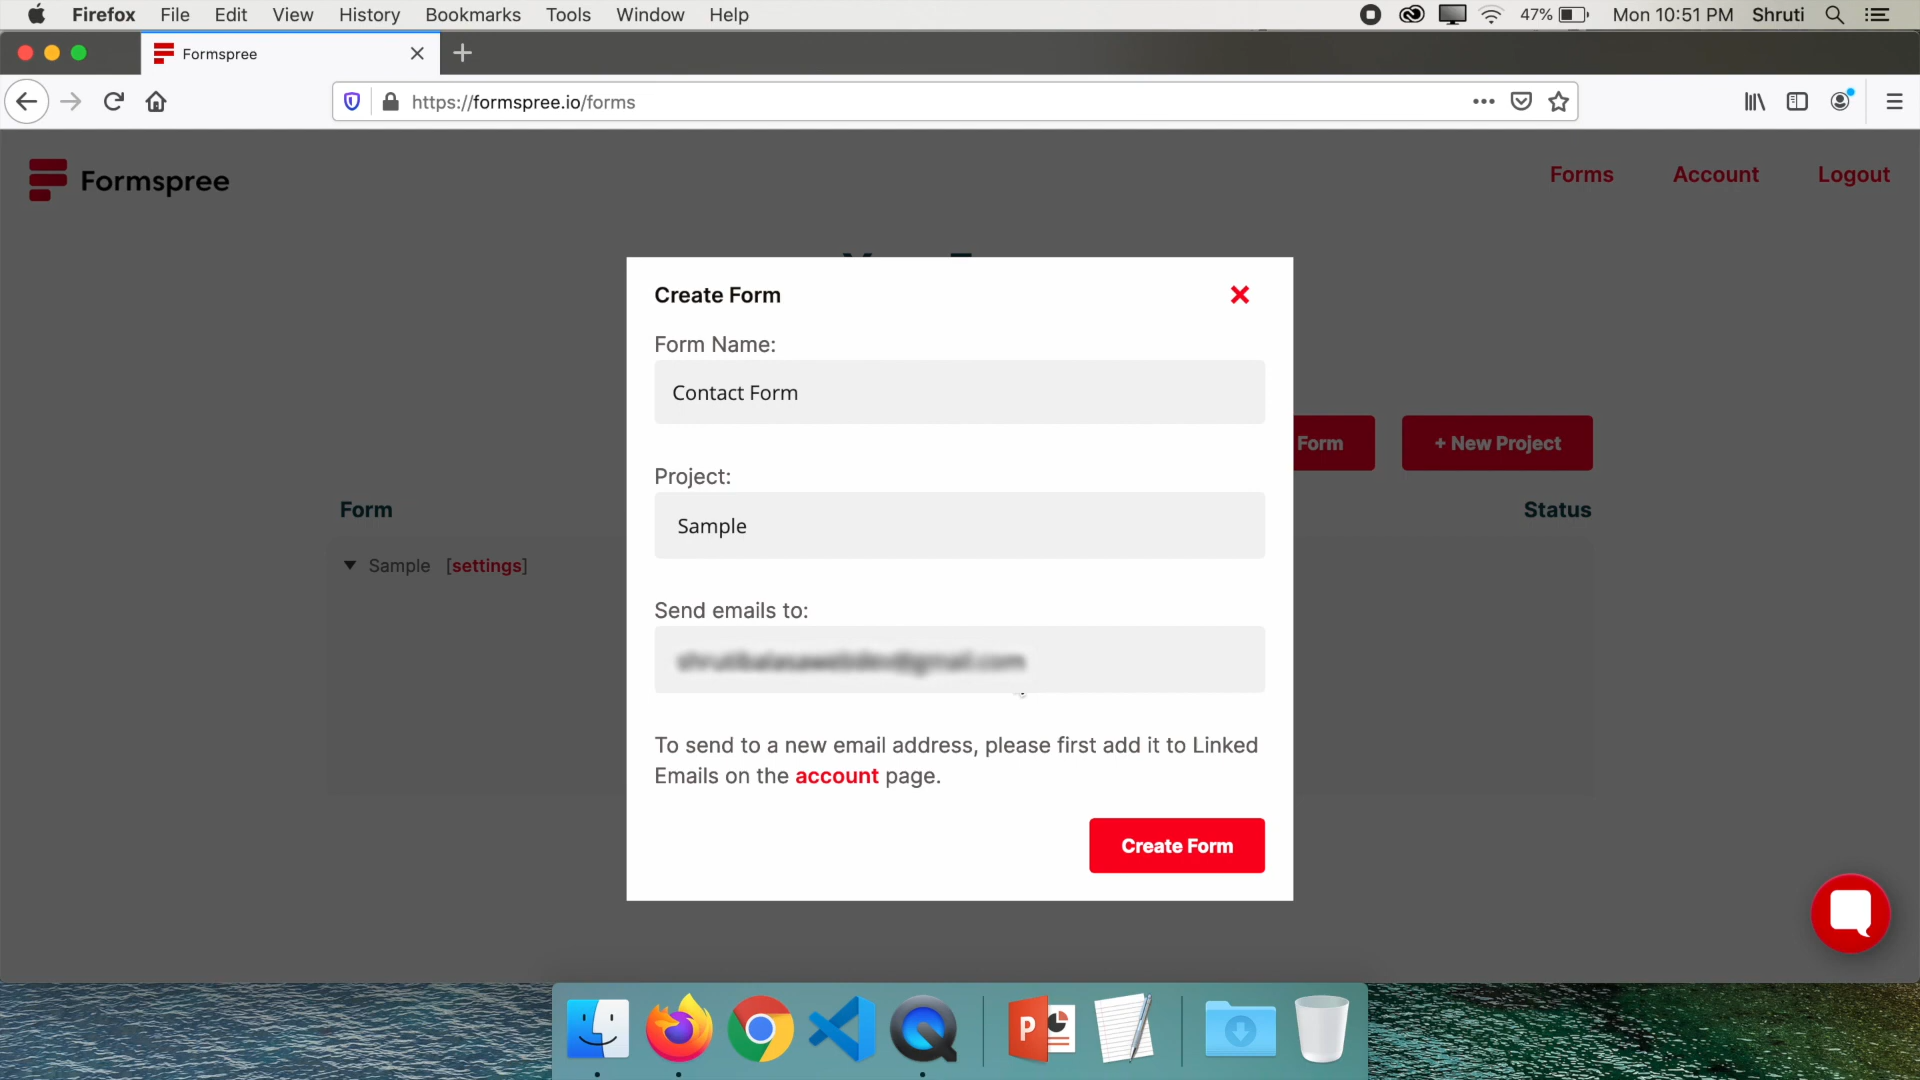 Firefox File Edit View History Bookmarks Tools Window Help 47% Mon 10:51 PM Shruti
Formspree
https://formspree.io/forms
Formspree
Forms Account Logout
Create Form
Form Name:
Contact Form
Form
+ New Project
Project:
Form
Status
Sample
Sample [settings]
Send emails to:
To send to a new email address, please first add it to Linked
Emails on the account page.
Create Form